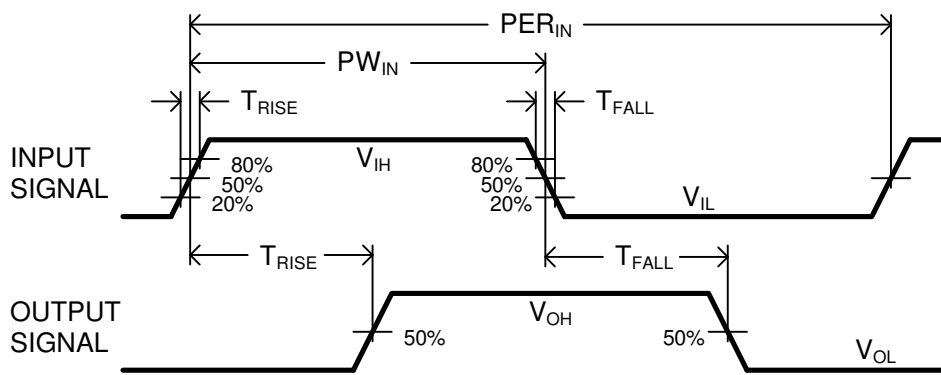 PER_IN
PW_IN
T_RISE
T_FALL
INPUT
SIGNAL
80%
50%
20%
V_IH
80%
50%
20%
V_IL
T_RISE
T_FALL
OUTPUT
SIGNAL
50%
V_OH
50%
V_OL